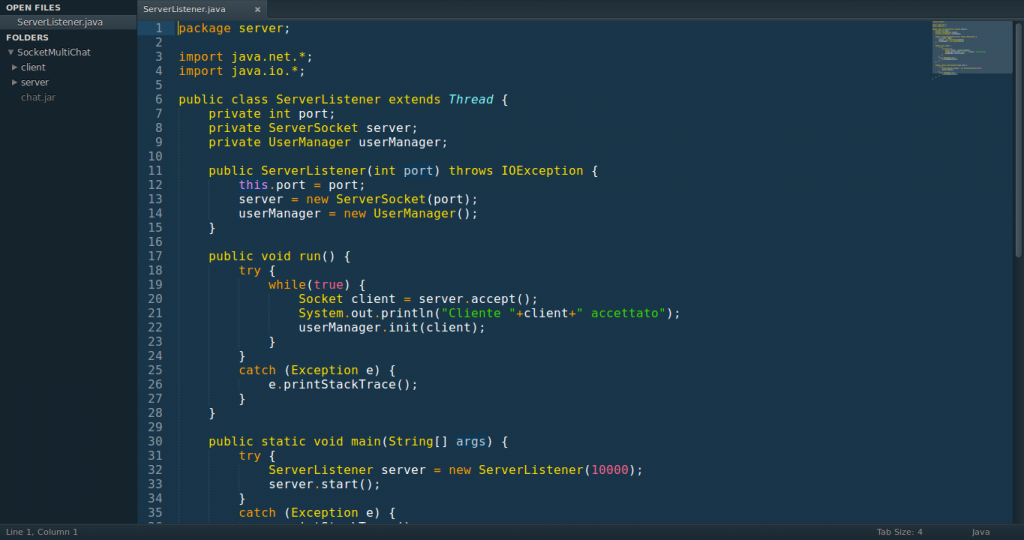 OPEN FILES
ServerListener.java
FOLDERS
SocketMultiChat
client
server
chat.jar
ServerListener.java ×
1 package server;
2
3 import java.net.*;
4 import java.io.*;
5
6 public class ServerListener extends Thread {
7     private int port;
8     private ServerSocket server;
9     private UserManager userManager;
10
11     public ServerListener(int port) throws IOException {
12         this.port = port;
13         server = new ServerSocket(port);
14         userManager = new UserManager();
15     }
16
17     public void run() {
18         try {
19             while(true) {
20                 Socket client = server.accept();
21                 System.out.println("Cliente "+client+" accettato");
22                 userManager.init(client);
23             }
24         }
25         catch (Exception e) {
26             e.printStackTrace();
27         }
28     }
29
30     public static void main(String[] args) {
31         try {
32             ServerListener server = new ServerListener(10000);
33             server.start();
34         }
35         catch (Exception e) {
Line 1, Column 1
Tab Size: 4
Java